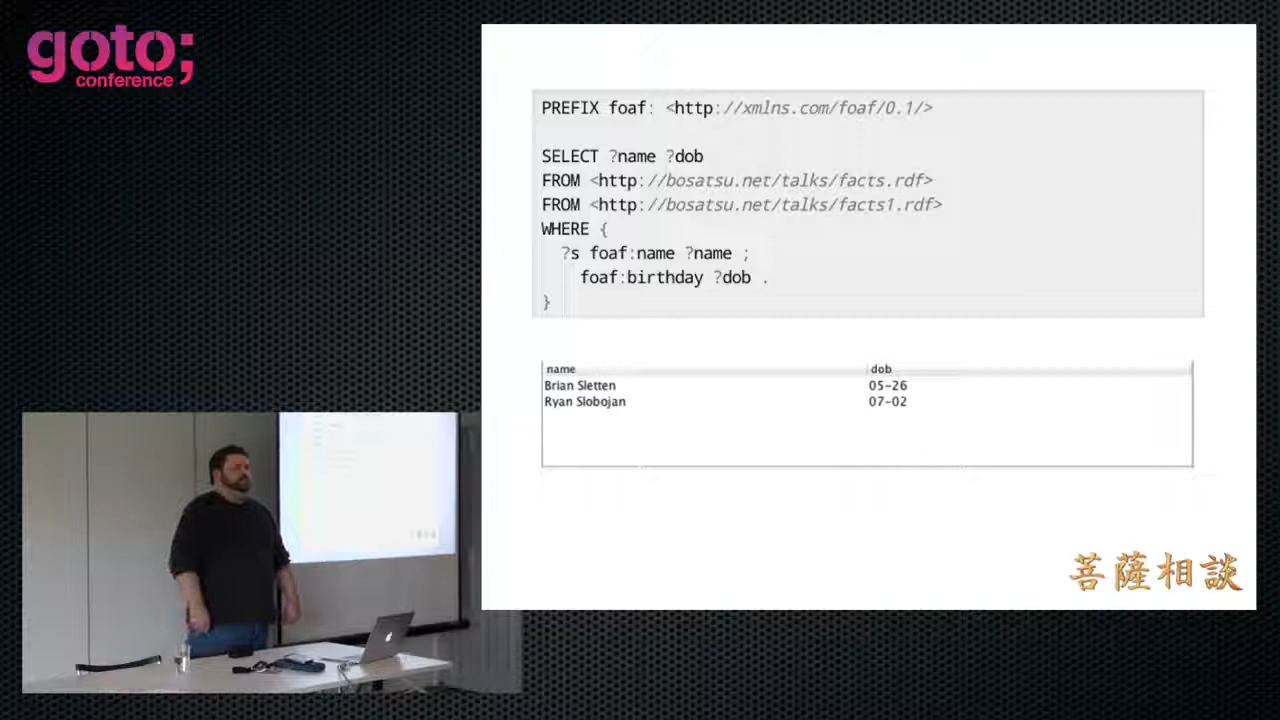 goto;
conference
PREFIX foaf: <http://xmlns.com/foaf/0.1/>
SELECT ?name ?dob
FROM <http://bosatsu.net/talks/facts.rdf>
FROM <http://bosatsu.net/talks/facts1.rdf>
WHERE {
?s foaf:name ?name ;
foaf:birthday ?dob .
}
name dob
Brian Sletten 05-26
Ryan Slobojan 07-02
菩薩相談